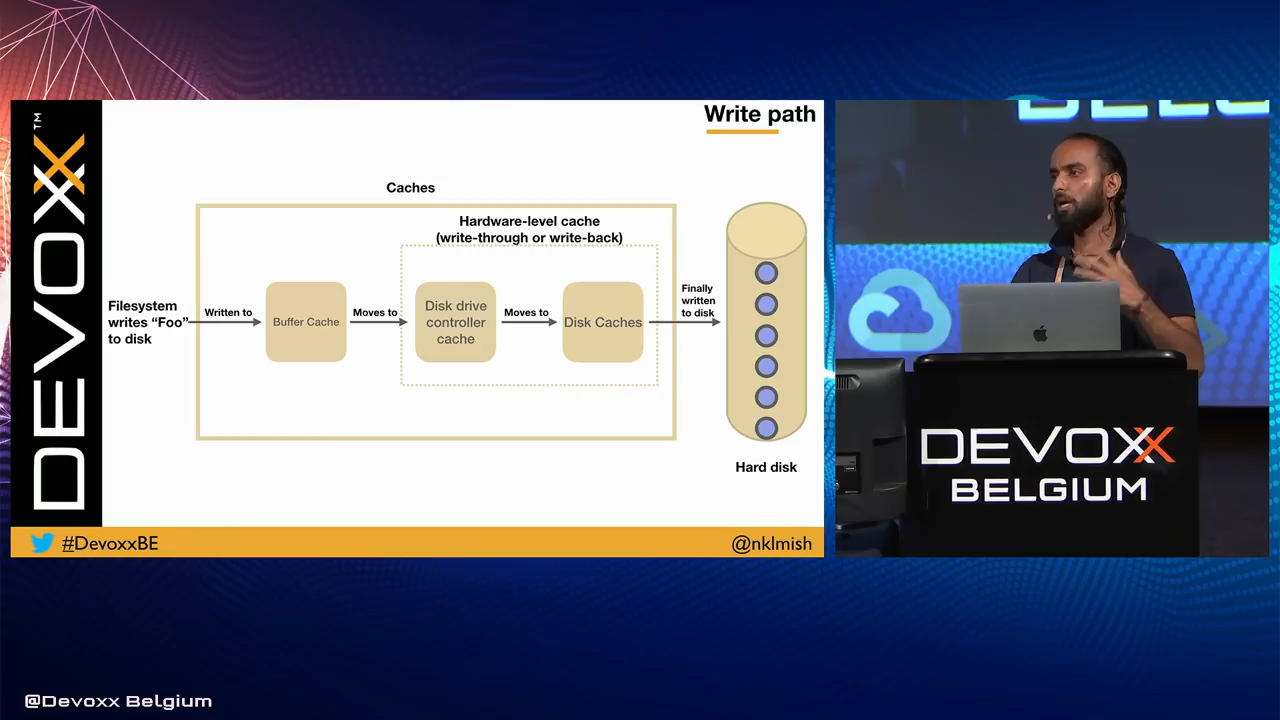 DEVOXX™
Write path
Caches
Hardware-level cache
(write-through or write-back)
Filesystem
writes “Foo”
to disk
Written to
Buffer Cache
Moves to
Disk drive
controller
cache
Moves to
Disk Caches
Finally
written
to disk
Hard disk
#DevoxxBE
@nklmish
DEVOXX
BELGIUM
@Devoxx Belgium